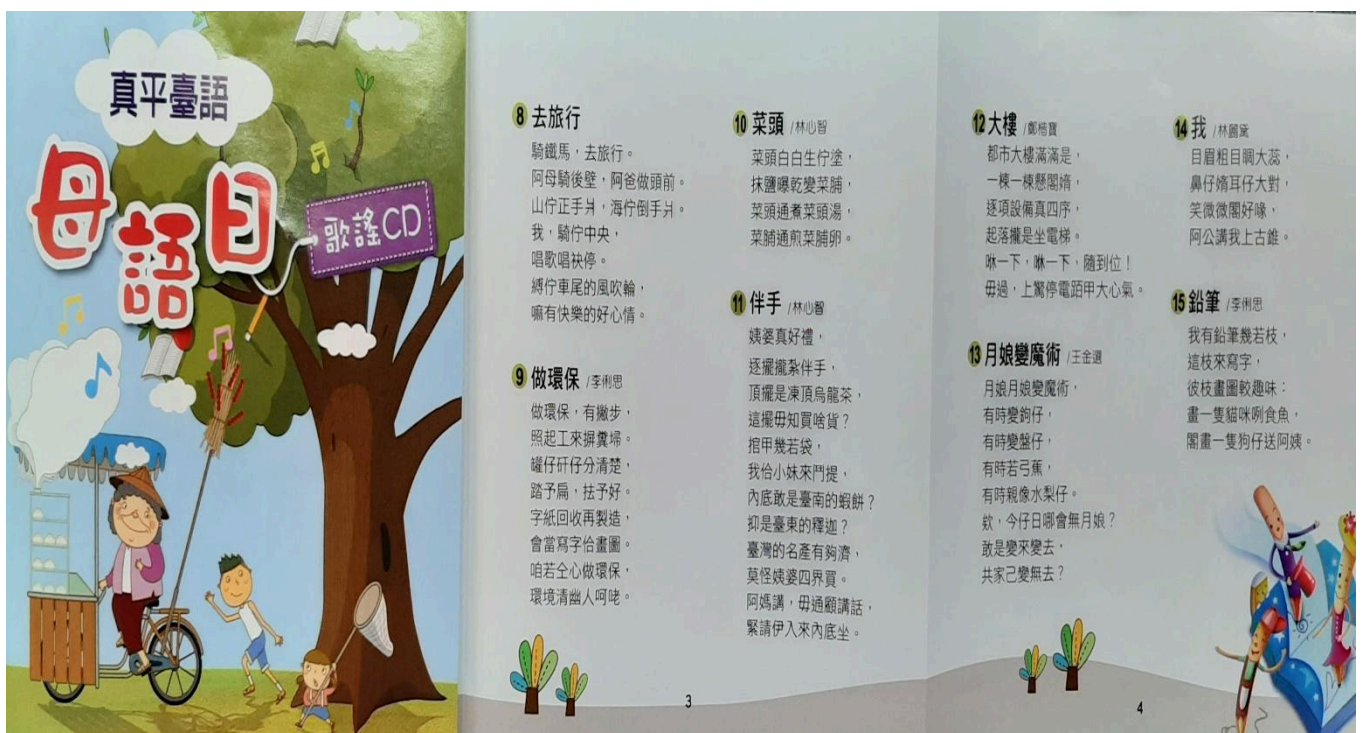 真平臺語
母語日
歌謠CD
8 去旅行
騎鐵馬，去旅行。
阿母騎後壁，阿爸做頭前。
山佇正手爿，海佇倒手爿。
我，騎佇中央，
唱歌唱袂停。
縛佇車尾的風吹輪，
嘛有快樂的好心情。
9 做環保 /李俐思
做環保，有撇步，
照起工來摒糞埽。
罐仔矸仔分清楚，
踏予扁，抾予好。
字紙回收再製造，
會當寫字佮畫圖。
咱若仝心做環保，
環境清幽人呵咾。
10 菜頭 /林心智
菜頭白白生佇塗，
抹鹽曝乾變菜脯，
菜頭通煮菜頭湯，
菜脯通煎菜脯卵。
11 伴手 /林心智
姨婆真好禮，
逐擺攏紮伴手，
頂擺是凍頂烏龍茶，
這擺毋知買啥貨？
捾甲幾若袋，
我佮小妹來鬥提，
內底敢是臺南的蝦餅？
抑是臺東的釋迦？
臺灣的名產有夠濟，
莫怪姨婆四界買。
阿媽講，毋通顧講話，
緊請伊入來內底坐。
3
12 大樓 /鄭楷寶
都市大樓滿滿是，
一棟一棟懸閣媠，
逐項設備真四序，
起落攏是坐電梯。
咻一下，咻一下，隨到位！
毋過，上驚停電跖甲大心氣。
13 月娘變魔術 /王金選
月娘月娘變魔術，
有時變鉤仔，
有時變盤仔，
有時若弓蕉，
有時親像水梨仔。
欸，今仔日哪會無月娘？
敢是變來變去，
共家己變無去？
14 我 /林麗黛
目眉粗目睭大蕊，
鼻仔媠耳仔大對，
笑微微閣好喙，
阿公講我上古錐。
15 鉛筆 /李俐思
我有鉛筆幾若枝，
這枝來寫字，
彼枝畫圖較趣味：
畫一隻貓咪咧食魚，
閣畫一隻狗仔送阿姨。
4